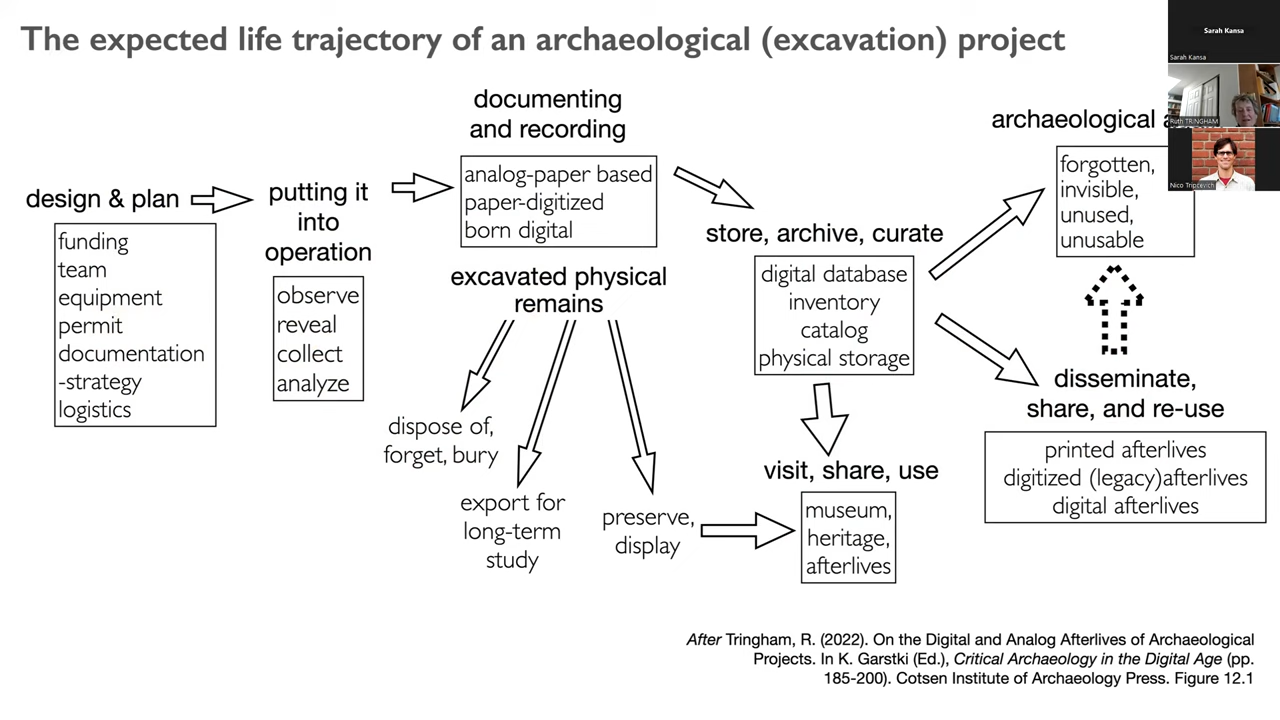 The expected life trajectory of an archaeological (excavation) project
Sarah Kansa
Sarah Kansa
Ruth TRINGHAM
Nico Tripcevich
design & plan
funding
team
equipment
permit
documentation
-strategy
logistics
putting it
into
operation
observe
reveal
collect
analyze
documenting
and recording
analog-paper based
paper-digitized
born digital
excavated physical
remains
dispose of,
forget, bury
export for
long-term
study
preserve,
display
store, archive, curate
digital database
inventory
catalog
physical storage
visit, share, use
museum,
heritage,
afterlives
archaeological
forgotten,
invisible,
unused,
unusable
disseminate,
share, and re-use
printed afterlives
digitized (legacy)afterlives
digital afterlives
After Tringham, R. (2022). On the Digital and Analog Afterlives of Archaeological
Projects. In K. Garstki (Ed.), Critical Archaeology in the Digital Age (pp.
185-200). Cotsen Institute of Archaeology Press. Figure 12.1